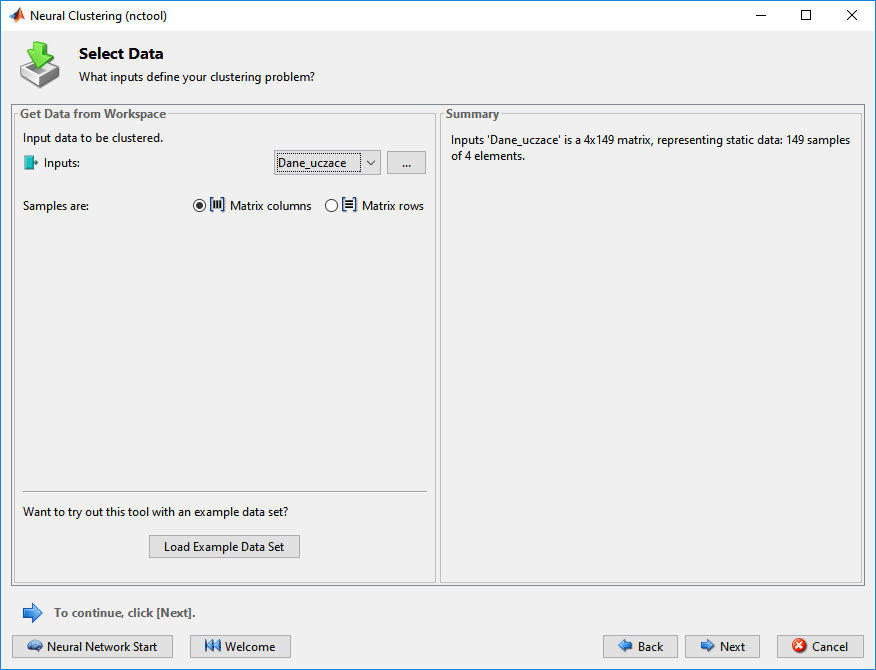 Neural Clustering (nctool)
Select Data
What inputs define your clustering problem?
Get Data from Workspace
Input data to be clustered.
Inputs:
Dane_uczace
...
Samples are:
Matrix columns
Matrix rows
Want to try out this tool with an example data set?
Load Example Data Set
Summary
Inputs 'Dane_uczace' is a 4x149 matrix, representing static data: 149 samples
of 4 elements.
To continue, click [Next].
Neural Network Start
Welcome
Back
Next
Cancel